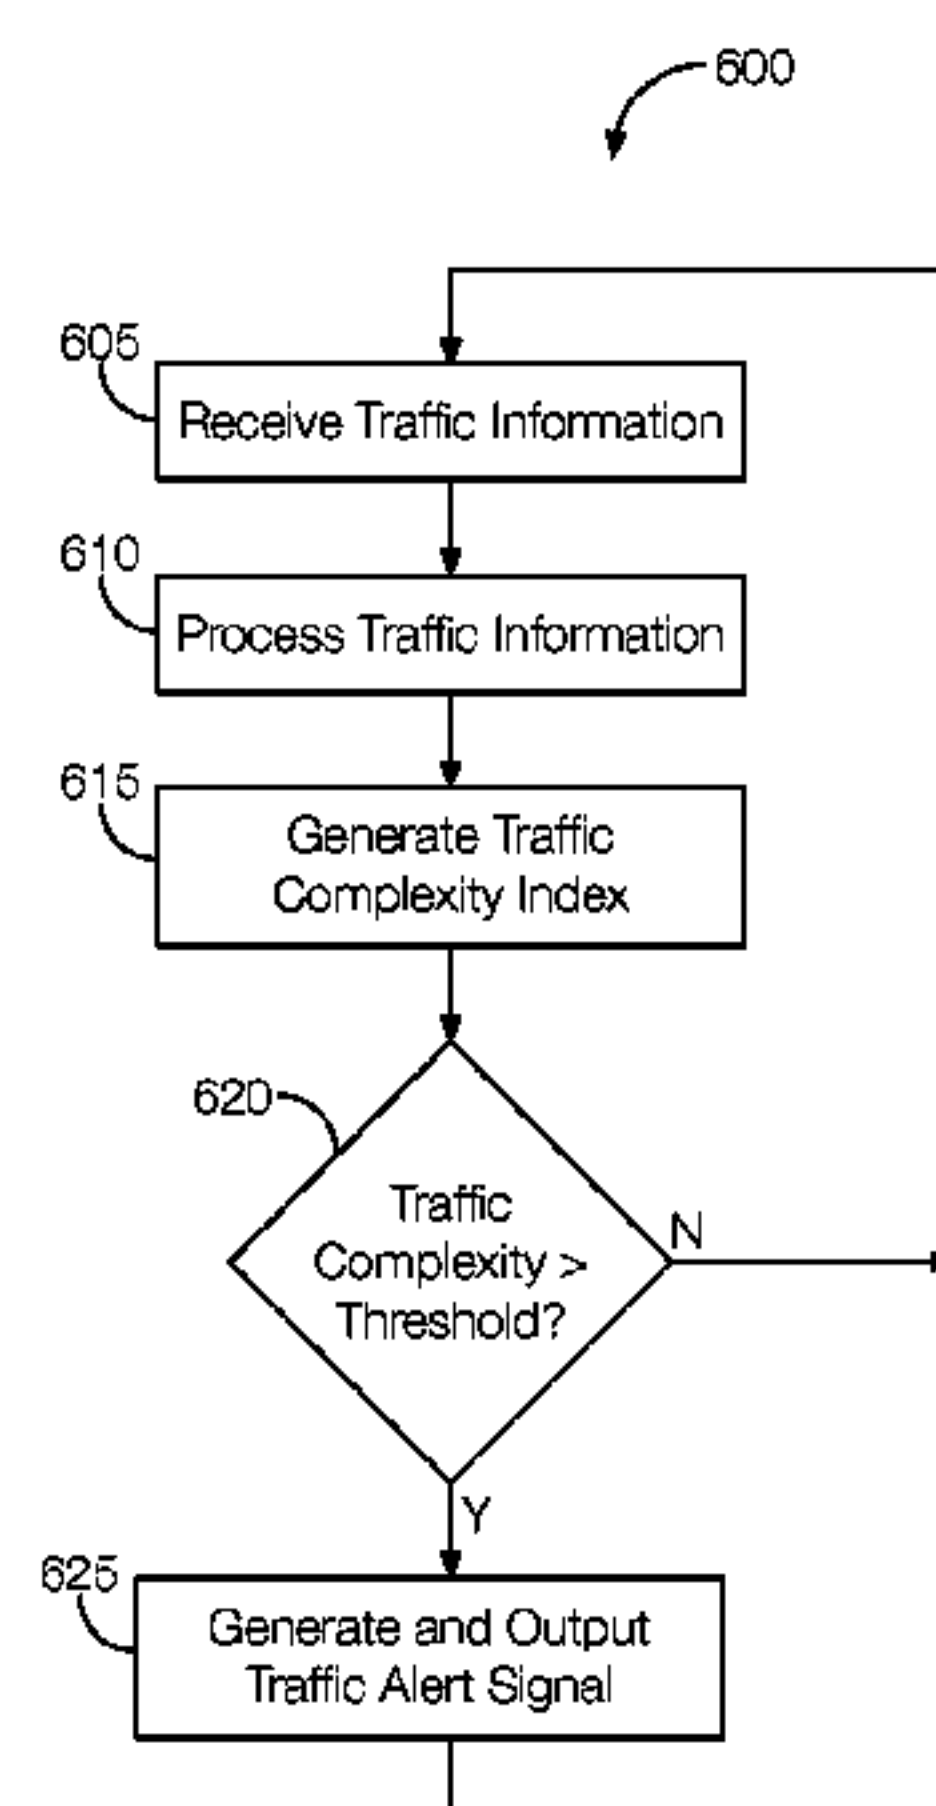 600
605
Receive Traffic Information
610
Process Traffic Information
615
Generate Traffic
Complexity Index
620
Traffic
Complexity >
Threshold?
N
Y
625
Generate and Output
Traffic Alert Signal